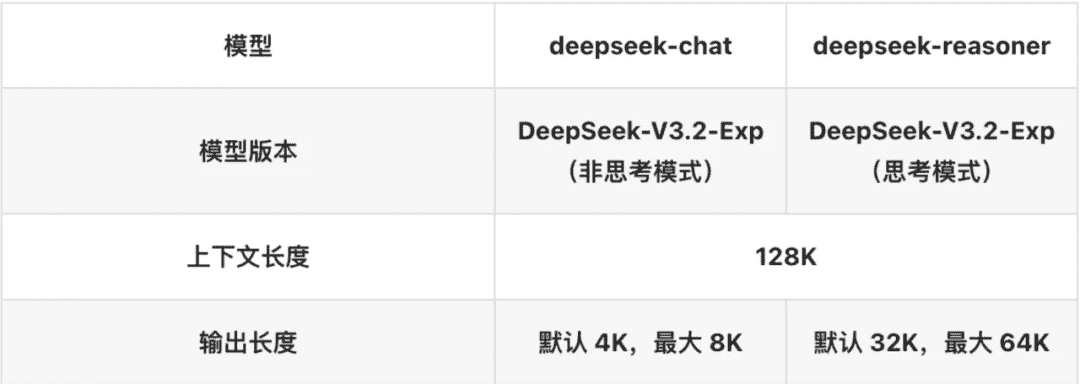 模型 deepseek-chat deepseek-reasoner
模型版本 DeepSeek-V3.2-Exp (非思考模式) DeepSeek-V3.2-Exp (思考模式)
上下文长度 128K
输出长度 默认 4K，最大 8K 默认 32K，最大 64K